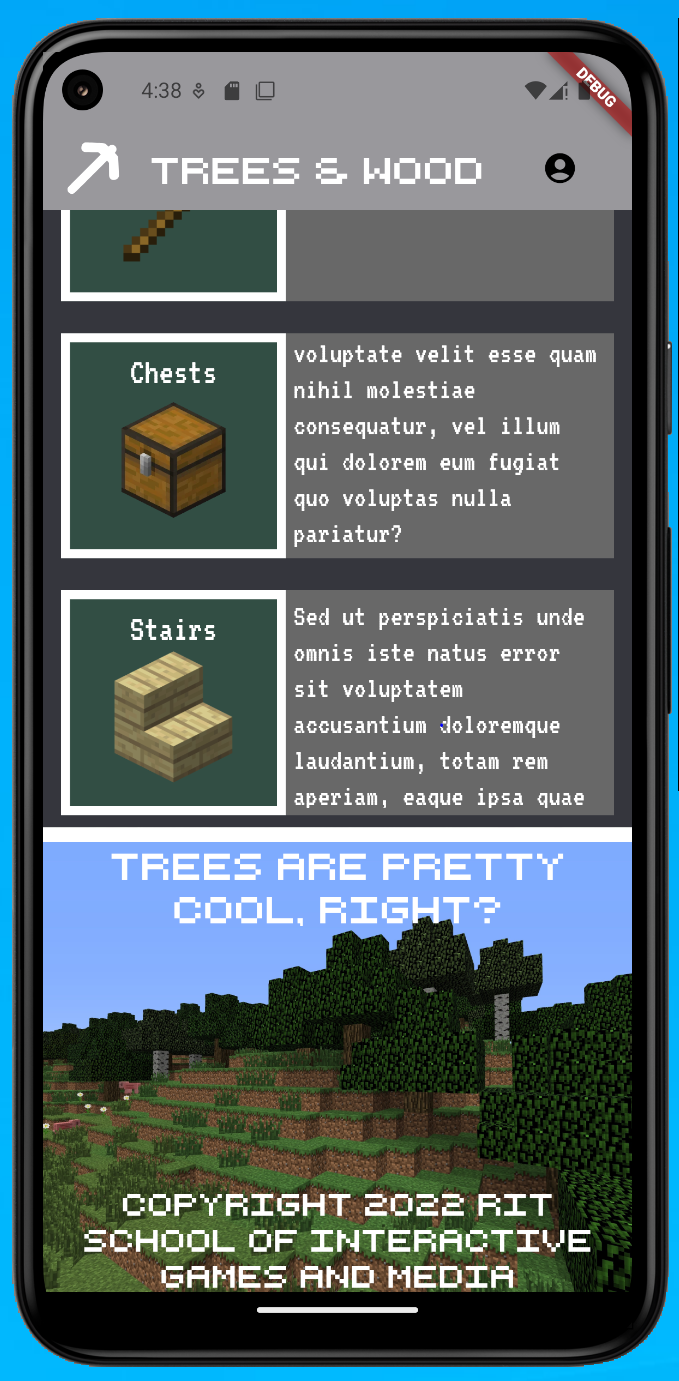 4:38
DEBUG
TREES & WOOD
Chests
voluptate velit esse quam
nihil molestiae
consequatur, vel illum
qui dolorem eum fugiat
quo voluptas nulla
pariatur?
Stairs
Sed ut perspiciatis unde
omnis iste natus error
sit voluptatem
accusantium doloremque
laudantium, totam rem
aperiam, eaque ipsa quae
TREES ARE PRETTY
COOL, RIGHT?
COPYRIGHT 2022 RIT
SCHOOL OF INTERACTIVE
GAMES AND MEDIA